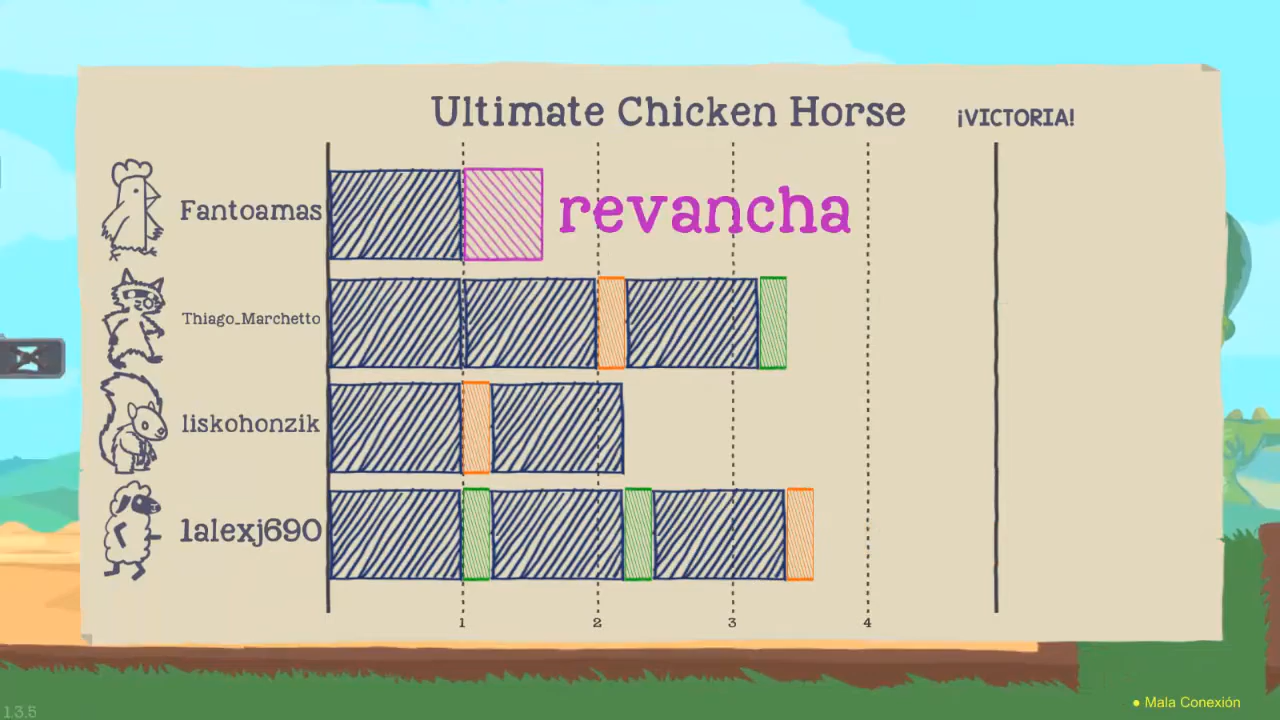 Ultimate Chicken Horse
¡VICTORIA!
Fantoamas
revancha
Thiago_Marchetto
liskohonzik
1alexj690
1 2 3 4
1.3.5
Mala Conexión